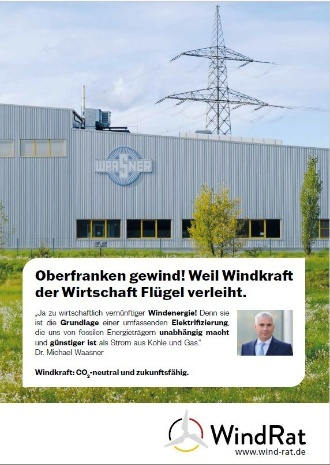 WAASNER
Oberfranken gewind! Weil Windkraft
der Wirtschaft Flügel verleiht.
„Ja zu wirtschaftlich vernünftiger Windenergie! Denn sie
ist die Grundlage einer umfassenden Elektrifizierung,
die uns von fossilen Energieträgern unabhängig macht
und günstiger ist als Strom aus Kohle und Gas.“
Dr. Michael Waasner
Windkraft: CO₂-neutral und zukunftsfähig.
WindRat
www.wind-rat.de